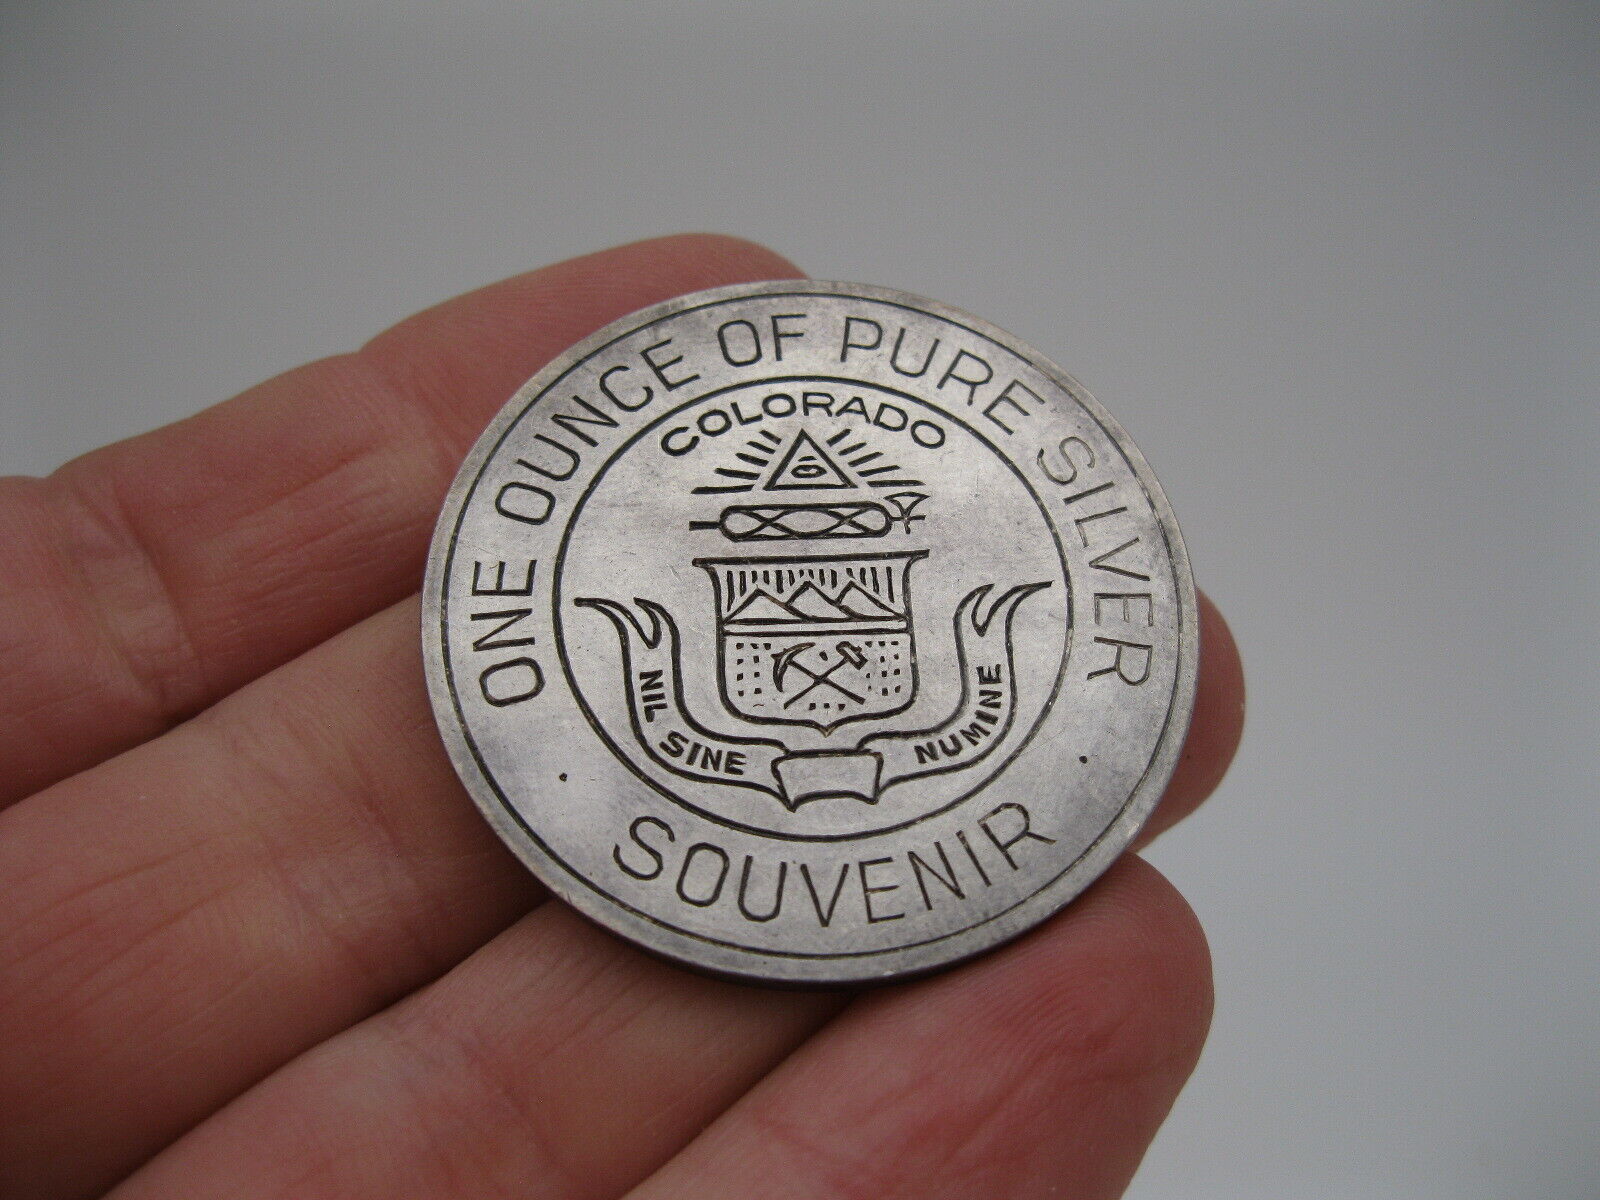 ONE OUNCE OF PURE SILVER
COLORADO
NIL SINE NUMINE
SOUVENIR